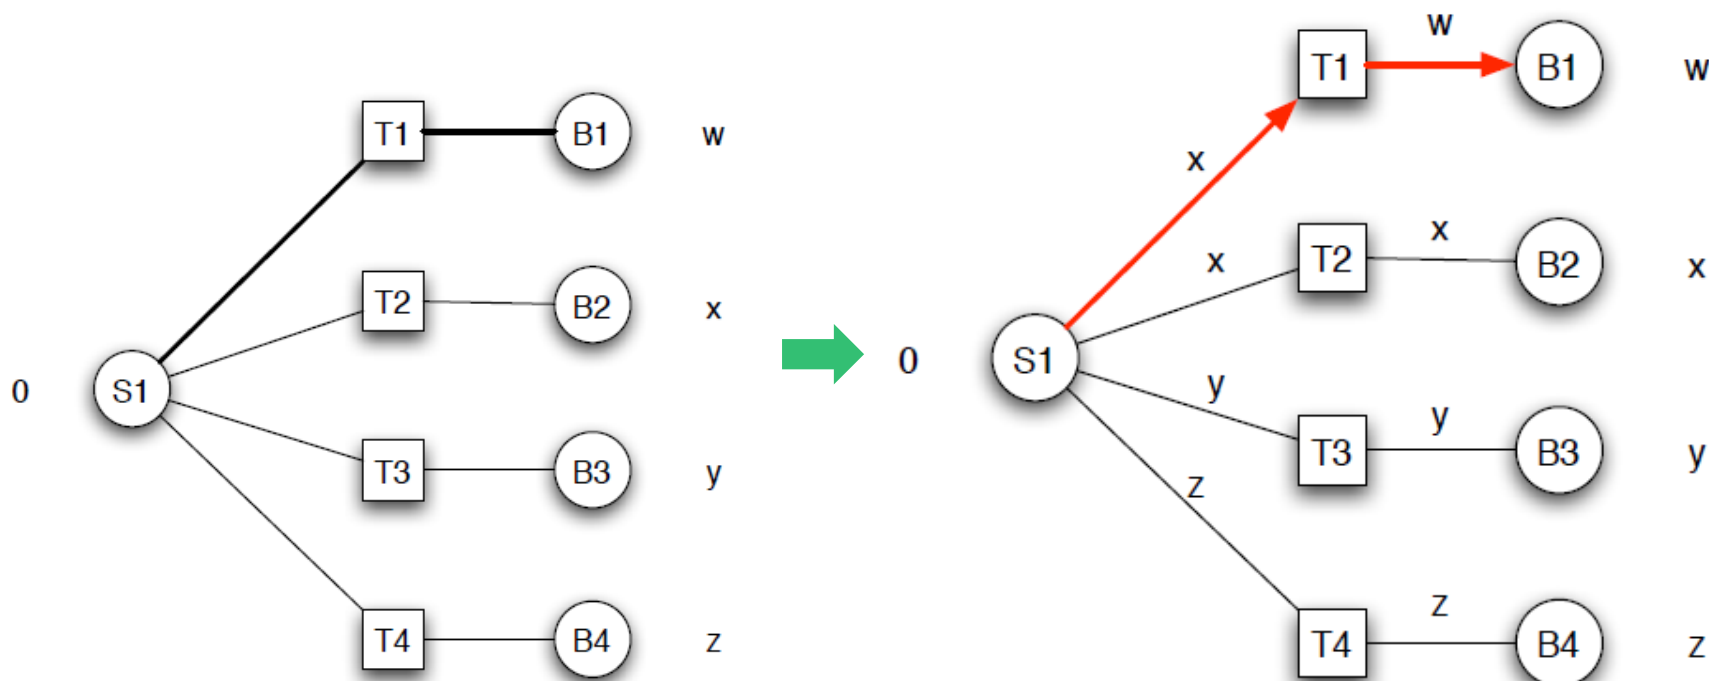 T1 B1 w
T2 B2 x
0 S1
T3 B3 y
T4 B4 z
w
T1 B1 w
x
x
x T2 B2 x
0 S1
y
y
T3 B3 y
z
z
T4 B4 z